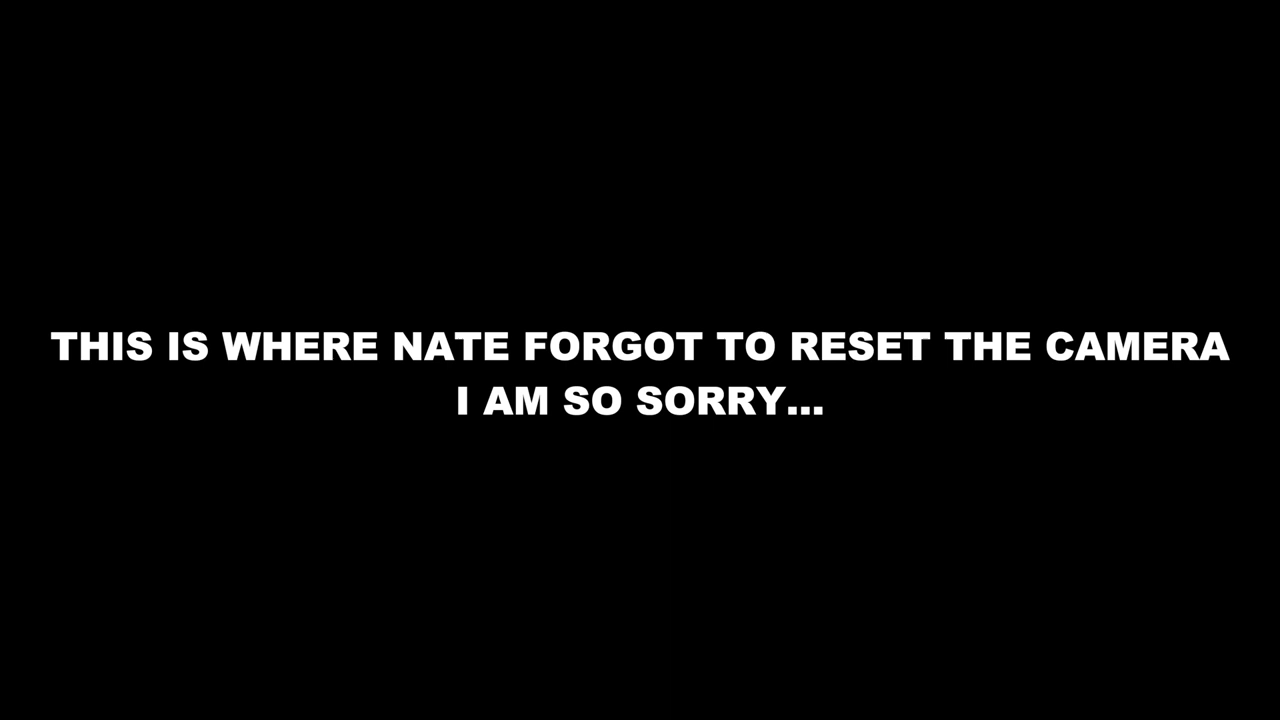 THIS IS WHERE NATE FORGOT TO RESET THE CAMERA
I AM SO SORRY...